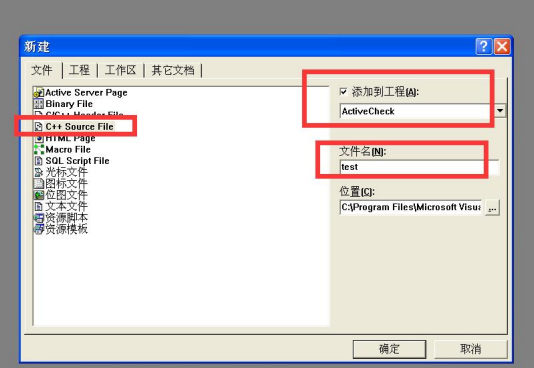 新建
文件 工程 工作区 其它文档
Active Server Page
Binary File
C/C++ Header File
C++ Source File
HTML Page
Macro File
SQL Script File
光标文件
图标文件
位图文件
文本文件
资源脚本
资源模板
添加到工程(A):
ActiveCheck
文件名(N):
test
位置(C):
C:\Program Files\Microsoft Visua
...
确定 取消